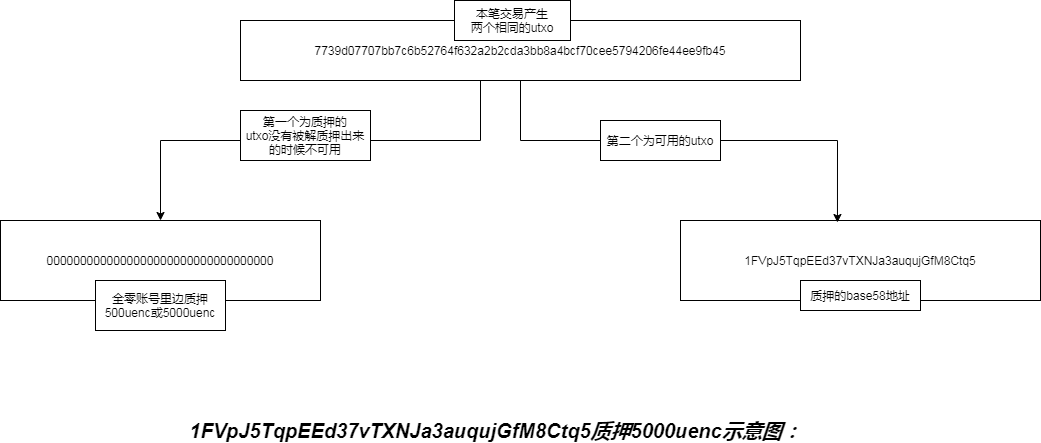 本笔交易产生
两个相同的utxo
7739d07707bb7c6b52764f632a2b2cda3bb8a4bcf70cee5794206fe44ee9fb45
第一个为质押的
utxo没有被解质押出来
的时候不可用
第二个为可用的utxo
0000000000000000000000000000000000
1FVpJ5TqpEEd37vTXNJa3auqujGfM8Ctq5
全零账号里边质押
500uenc或5000uenc
质押的base58地址
1FVpJ5TqpEEd37vTXNJa3auqujGfM8Ctq5质押5000uenc示意图：